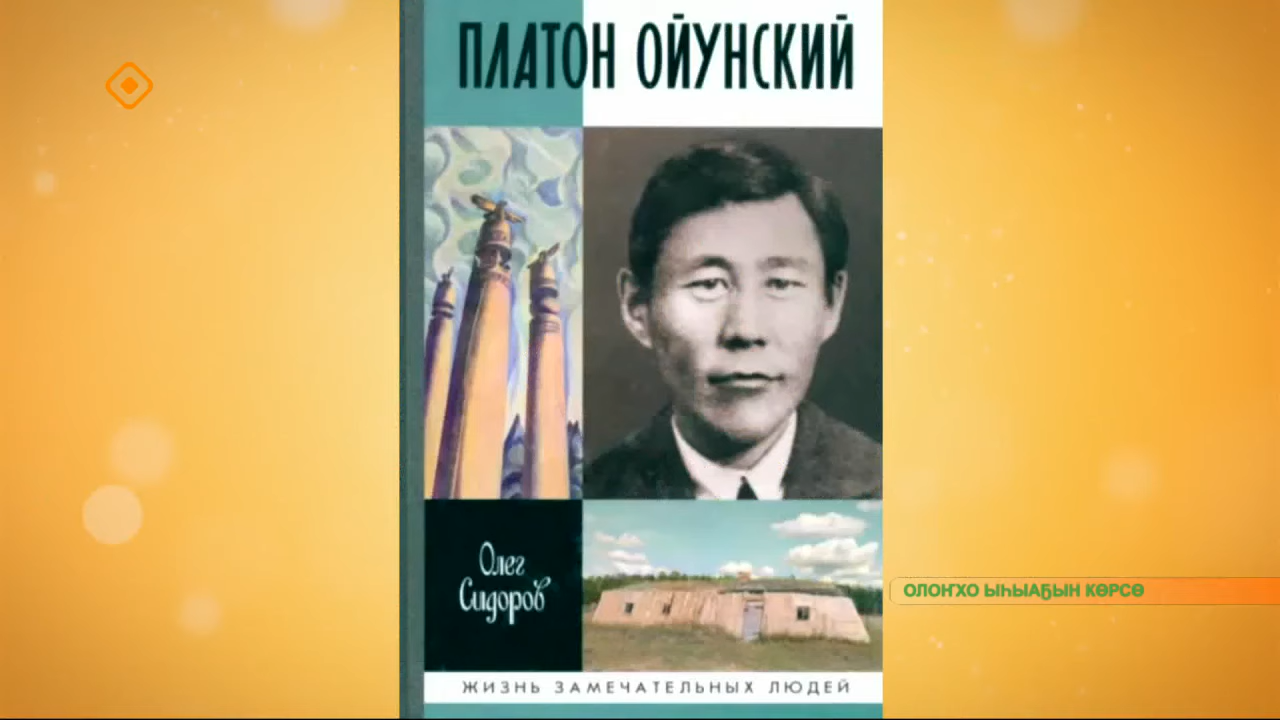 ПЛАТОН ОЙУНСКИЙ
Олег
Сидоров
ОЛОҤХО ЫҺЫАҔЫН КӨРСӨ
ЖИЗНЬ ЗАМЕЧАТЕЛЬНЫХ ЛЮДЕЙ